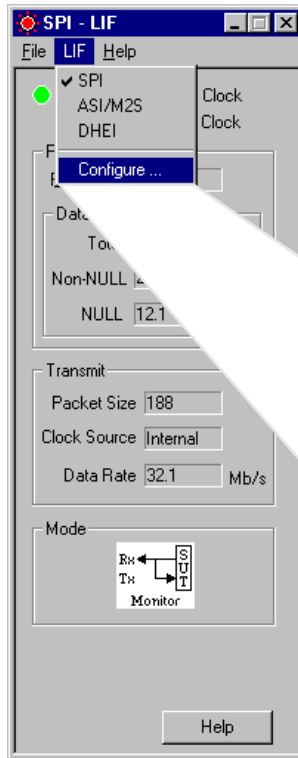 SPI - LIF
File LIF Help
✔ SPI
Clock
ASI/M2S
Clock
DHEI
Configure ...
Data
Non-NULL
NULL 12.1
Transmit
Packet Size 188
Clock Source Internal
Data Rate 32.1 Mb/s
Mode
Rx
Tx
SUT
Monitor
Help